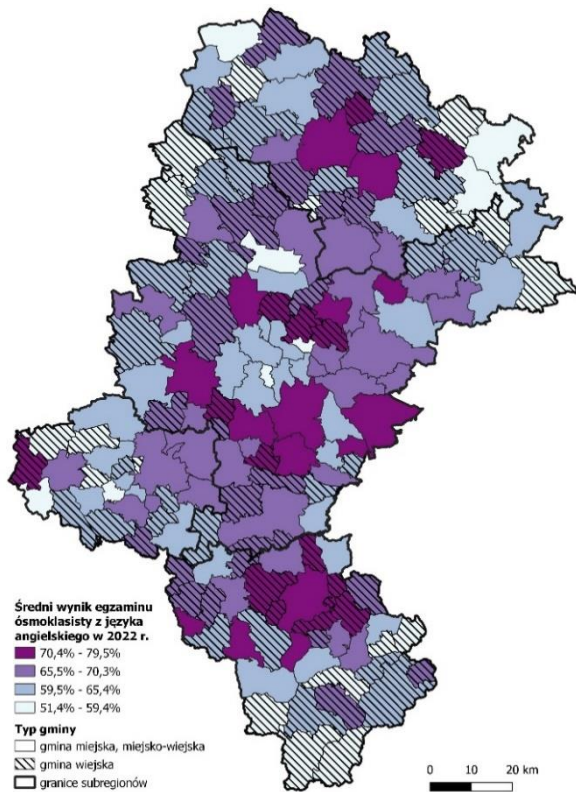 Średni wynik egzaminu
ósmoklasisty z języka
angielskiego w 2022 r.
70,4% - 79,5%
65,5% - 70,3%
59,5% - 65,4%
51,4% - 59,4%
Typ gminy
gmina miejska, miejsko-wiejska
gmina wiejska
granice subregionów
0 10 20 km